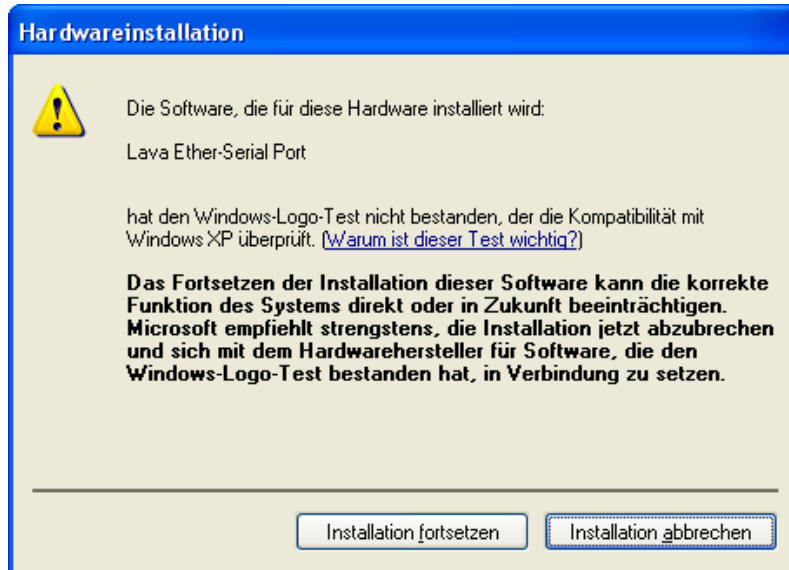 Hardwareinstallation
Die Software, die für diese Hardware installiert wird:
Lava Ether-Serial Port
hat den Windows-Logo-Test nicht bestanden, der die Kompatibilität mit
Windows XP überprüft. (Warum ist dieser Test wichtig?)
Das Fortsetzen der Installation dieser Software kann die korrekte
Funktion des Systems direkt oder in Zukunft beeinträchtigen.
Microsoft empfiehlt strengstens, die Installation jetzt abzubrechen
und sich mit dem Hardwarehersteller für Software, die den
Windows-Logo-Test bestanden hat, in Verbindung zu setzen.
Installation fortsetzen Installation abbrechen